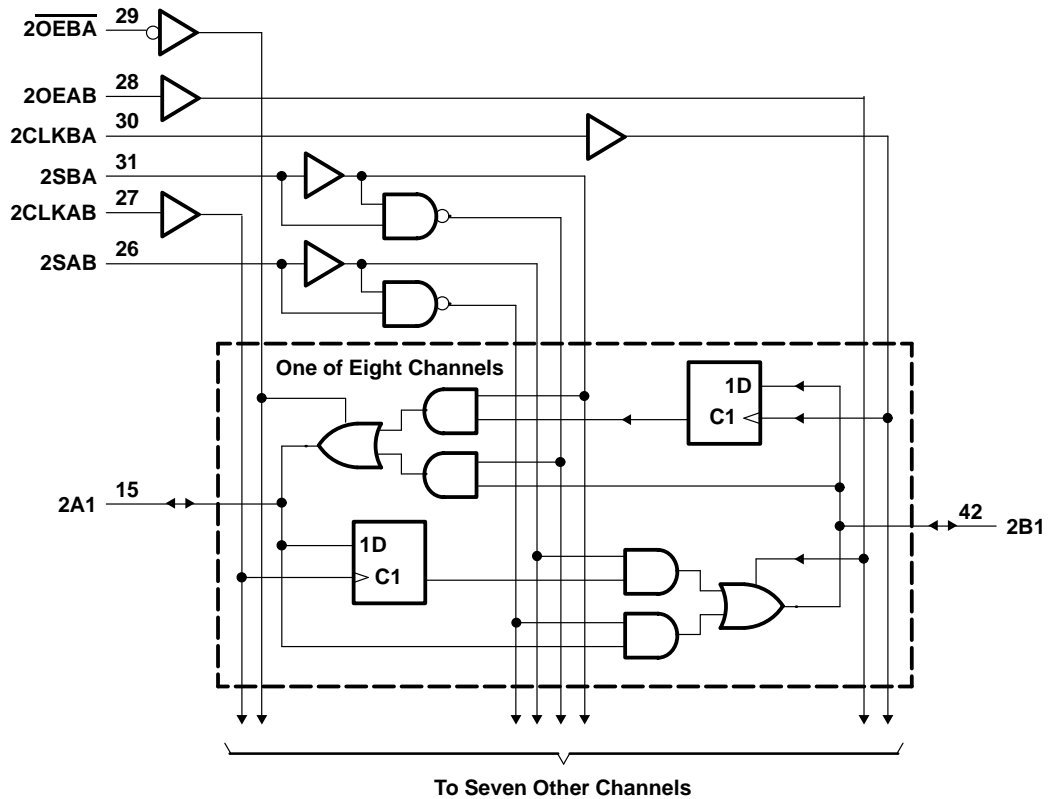 2O̅E̅B̅A̅ 29
2OEAB 28
2CLKBA 30
2SBA 31
2CLKAB 27
2SAB 26
One of Eight Channels
1D
C1
2A1 15
42 2B1
1D
C1
To Seven Other Channels